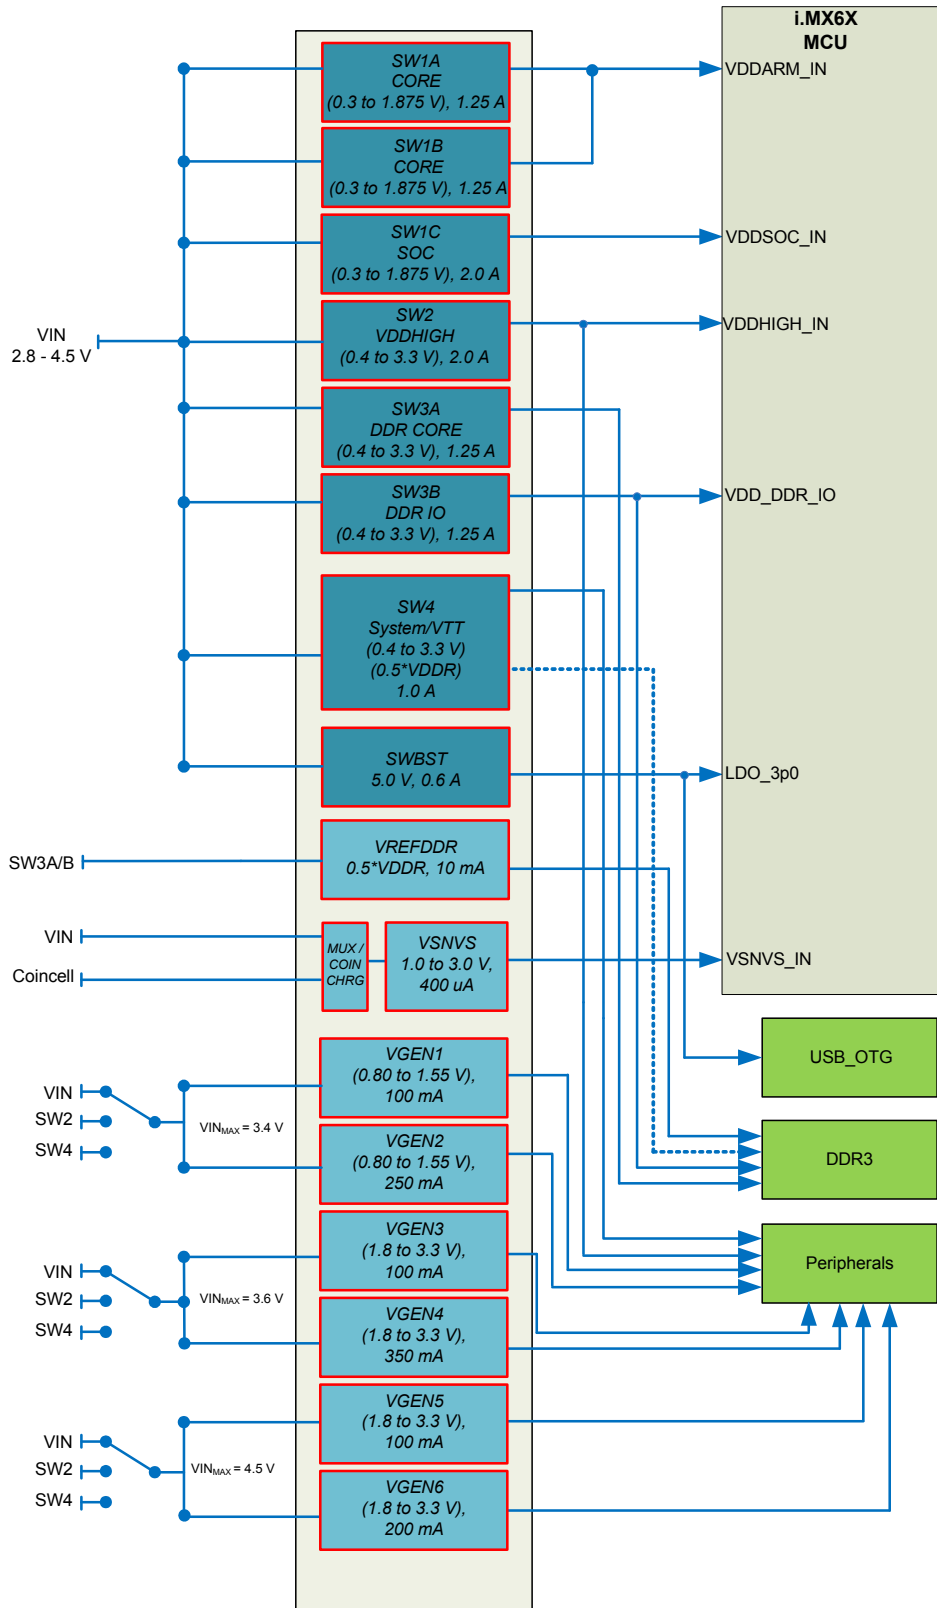 i.MX6X
MCU
SW1A
CORE
(0.3 to 1.875 V), 1.25 A
VDDARM_IN
SW1B
CORE
(0.3 to 1.875 V), 1.25 A
SW1C
SOC
(0.3 to 1.875 V), 2.0 A
VDDSOC_IN
VIN
2.8 - 4.5 V
SW2
VDDHIGH
(0.4 to 3.3 V), 2.0 A
VDDHIGH_IN
SW3A
DDR CORE
(0.4 to 3.3 V), 1.25 A
SW3B
DDR IO
(0.4 to 3.3 V), 1.25 A
VDD_DDR_IO
SW4
System/VTT
(0.4 to 3.3 V)
(0.5*VDDR)
1.0 A
SWBST
5.0 V, 0.6 A
LDO_3p0
SW3A/B
VREFDDR
0.5*VDDR, 10 mA
VIN
Coincell
MUX /
COIN
CHRG
VSNVS
1.0 to 3.0 V,
400 uA
VSNVS_IN
USB_OTG
VIN
SW2
SW4
VINMAX = 3.4 V
VGEN1
(0.80 to 1.55 V),
100 mA
VGEN2
(0.80 to 1.55 V),
250 mA
DDR3
VIN
SW2
SW4
VINMAX = 3.6 V
VGEN3
(1.8 to 3.3 V),
100 mA
VGEN4
(1.8 to 3.3 V),
350 mA
Peripherals
VIN
SW2
SW4
VINMAX = 4.5 V
VGEN5
(1.8 to 3.3 V),
100 mA
VGEN6
(1.8 to 3.3 V),
200 mA